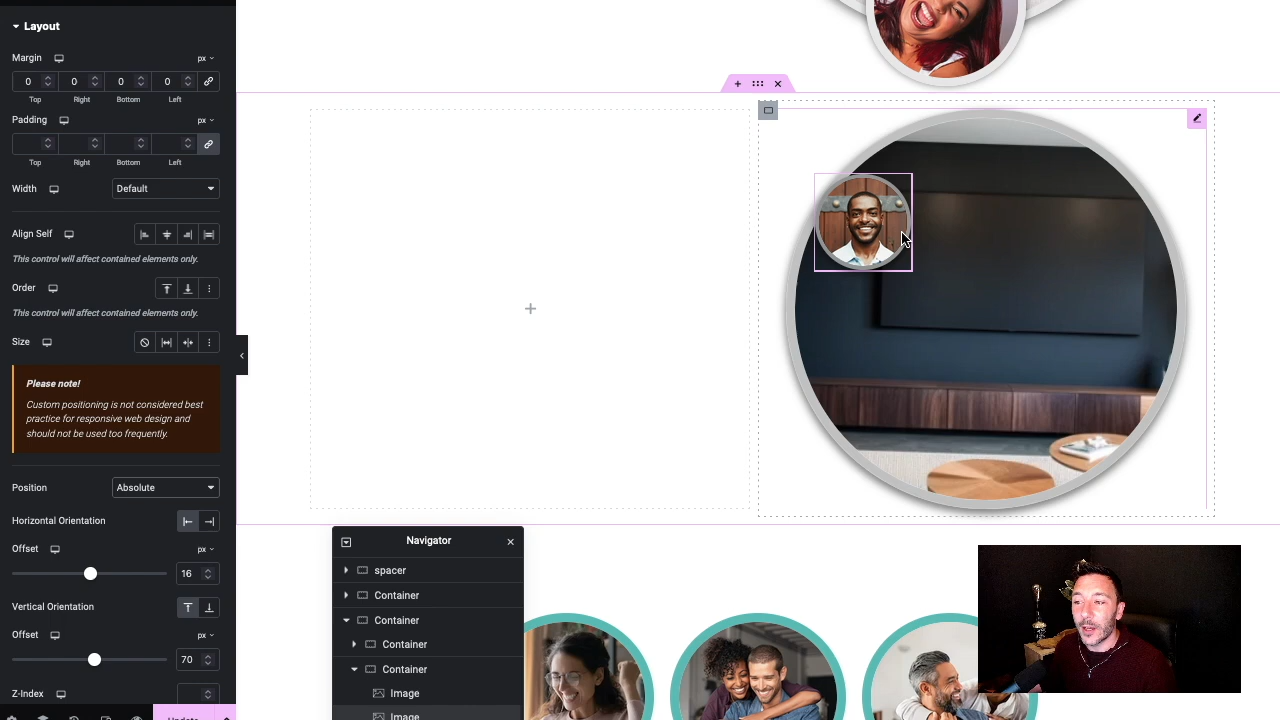 Layout
Margin px
0 0 0 0
Top Right Bottom Left
Padding px
Top Right Bottom Left
Width Default
Align Self
This control will affect contained elements only.
Order
This control will affect contained elements only.
Size
Please note!
Custom positioning is not considered best
practice for responsive web design and
should not be used too frequently.
Position Absolute
Horizontal Orientation
Offset px
16
Vertical Orientation
Offset px
70
Z-Index
Update
Navigator
spacer
Container
Container
Container
Container
Image
Image